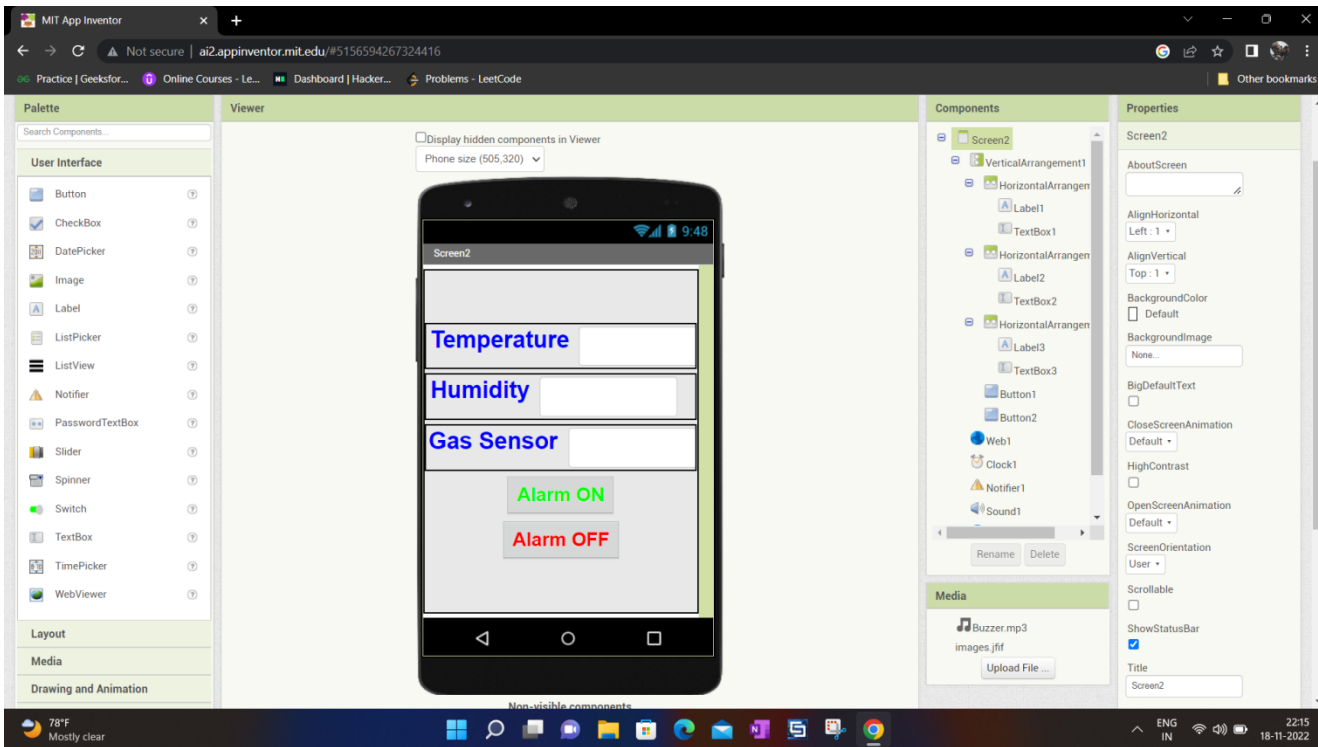 MIT App Inventor
Not secure | ai2.appinventor.mit.edu/#5156594267324416
Practice | Geeksfor...
Online Courses - Le...
Dashboard | Hacker...
Problems - LeetCode
Other bookmarks
Palette
Search Components...
User Interface
Button
CheckBox
DatePicker
Image
Label
ListPicker
ListView
Notifier
PasswordTextBox
Slider
Spinner
Switch
TextBox
TimePicker
WebViewer
Layout
Media
Drawing and Animation
Viewer
Display hidden components in Viewer
Phone size (505,320)
9:48
Screen2
Temperature
Humidity
Gas Sensor
Alarm ON
Alarm OFF
Components
Screen2
VerticalArrangement1
HorizontalArrangen
Label1
TextBox1
HorizontalArrangen
Label2
TextBox2
HorizontalArrangen
Label3
TextBox3
Button1
Button2
Web1
Clock1
Notifier1
Sound1
Rename Delete
Media
Buzzer.mp3
images.jfif
Upload File ...
Properties
Screen2
AboutScreen
AlignHorizontal
Left : 1
AlignVertical
Top : 1
BackgroundColor
Default
BackgroundImage
None...
BigDefaultText
CloseScreenAnimation
Default
HighContrast
OpenScreenAnimation
Default
ScreenOrientation
User
Scrollable
ShowStatusBar
Title
Screen2
Non-visible components
78°F
Mostly clear
ENG
IN
22:15
18-11-2022